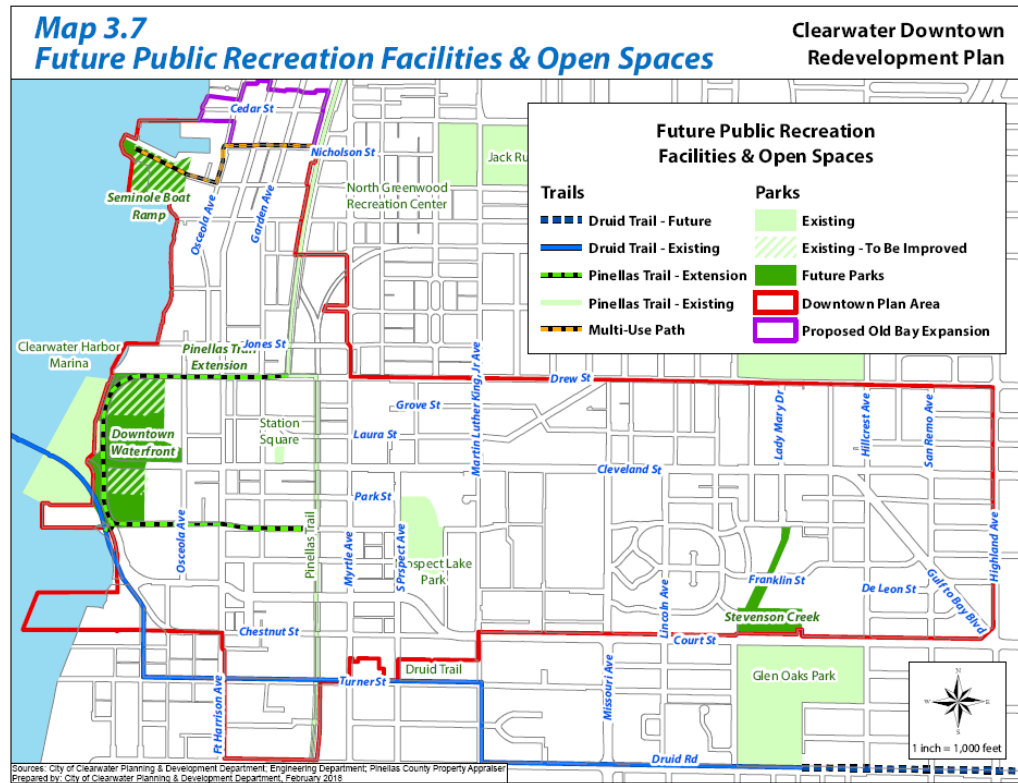 Map 3.7
Future Public Recreation Facilities & Open Spaces
Clearwater Downtown
Redevelopment Plan
Future Public Recreation
Facilities & Open Spaces
Trails
Druid Trail - Future
Druid Trail - Existing
Pinellas Trail - Extension
Pinellas Trail - Existing
Multi-Use Path
Parks
Existing
Existing - To Be Improved
Future Parks
Downtown Plan Area
Proposed Old Bay Expansion
Cedar St
Nicholson St
Jack Ru
North Greenwood
Recreation Center
Seminole Boat
Ramp
Osceola Ave
Garden Ave
Clearwater Harbor
Marina
Jones St
Pinellas Trail
Extension
Drew St
Martin Luther King, Jr Ave
Grove St
Station
Square
Laura St
Downtown
Waterfront
Cleveland St
Lady Mary Dr
Hillcrest Ave
San Remo Ave
Park St
Osceola Ave
Pinellas Trail
Myrtle Ave
S Prspect Ave
ospect Lake
Park
Highland Ave
Franklin St
De Leon St
Gulf to Bay Blvd
Lincoln Ave
Stevenson Creek
Chestnut St
Court St
Druid Trail
Glen Oaks Park
Turner St
Ft Harrison Ave
Missouri Ave
Druid Rd
N
W
E
S
1 inch = 1,000 feet
Sources: City of Clearwater Planning & Development Department; Engineering Department; Pinellas County Property Appraiser
Prepared by: City of Clearwater Planning & Development Department, February 2018